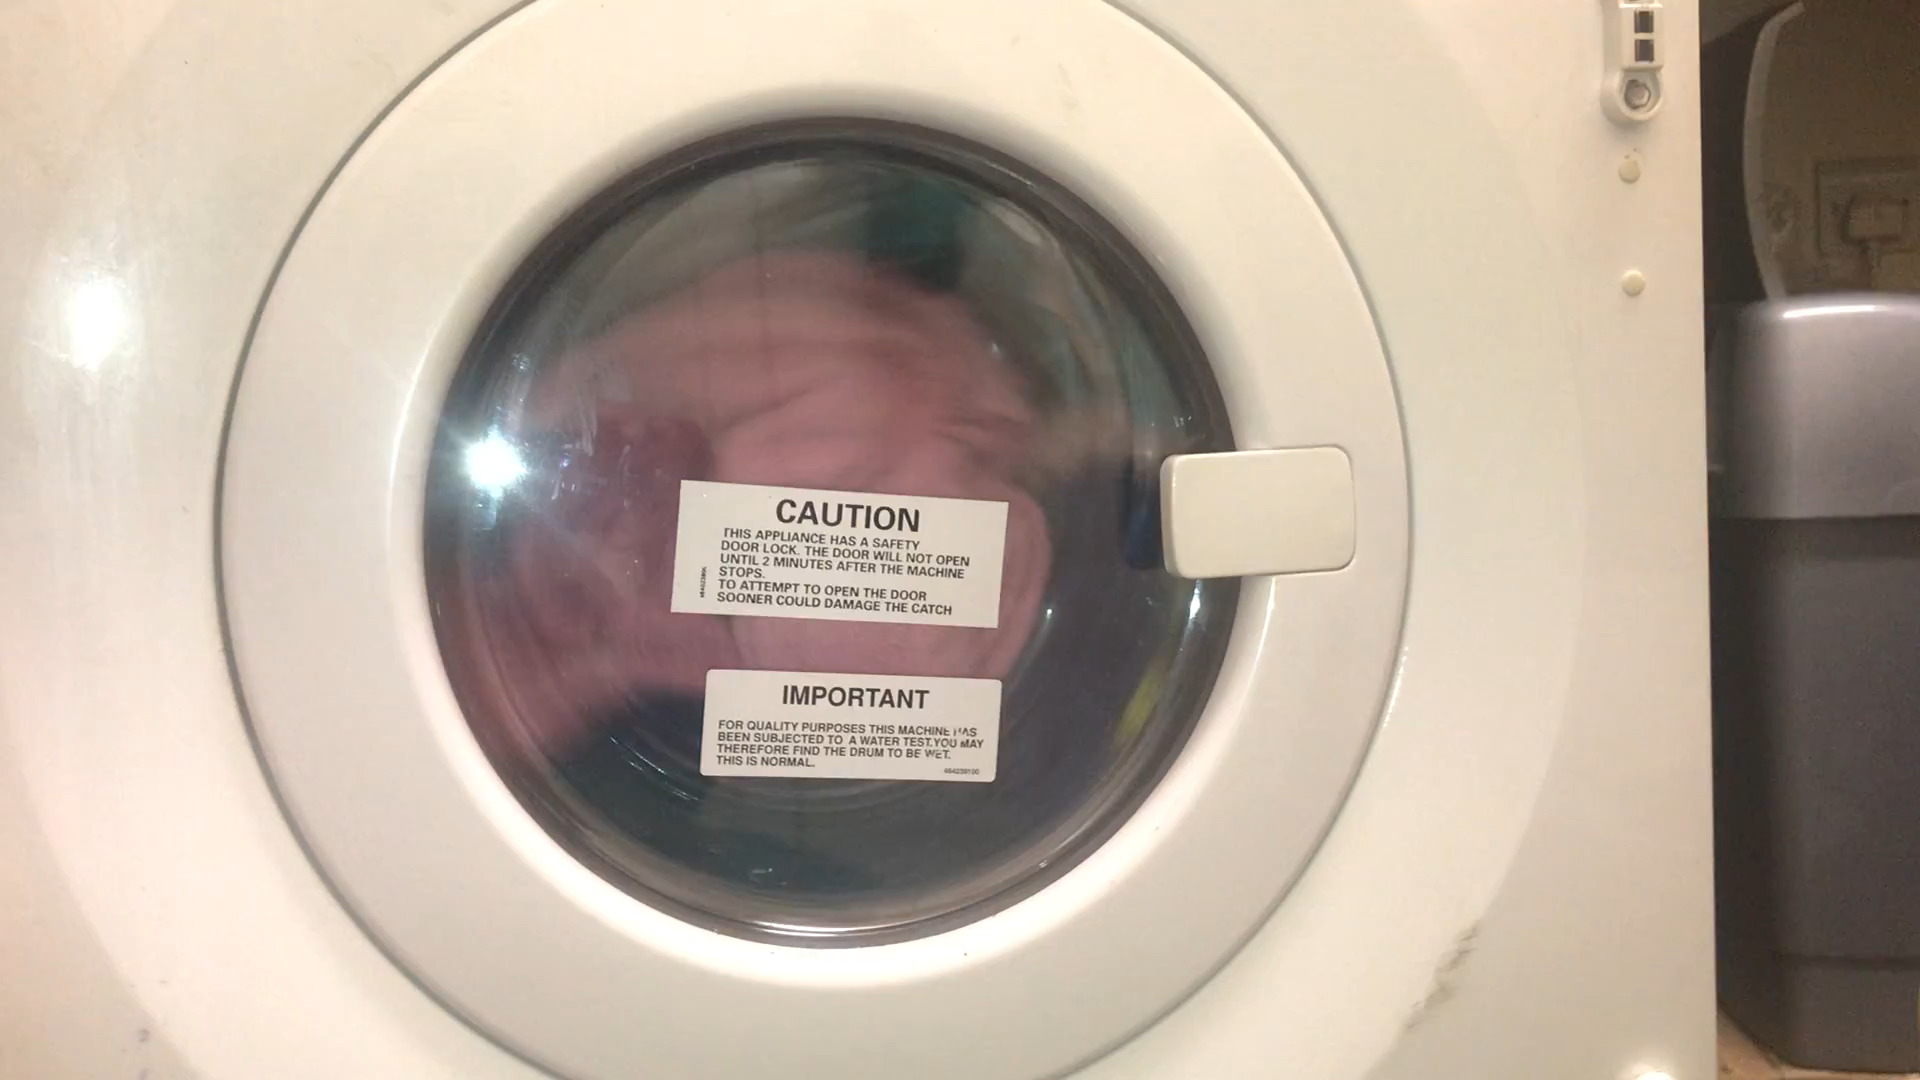 CAUTION
THIS APPLIANCE HAS A SAFETY
DOOR LOCK. THE DOOR WILL NOT OPEN
UNTIL 2 MINUTES AFTER THE MACHINE
STOPS.
TO ATTEMPT TO OPEN THE DOOR
SOONER COULD DAMAGE THE CATCH
IMPORTANT
FOR QUALITY PURPOSES THIS MACHINE HAS
BEEN SUBJECTED TO A WATER TEST.YOU MAY
THEREFORE FIND THE DRUM TO BE WET.
THIS IS NORMAL.